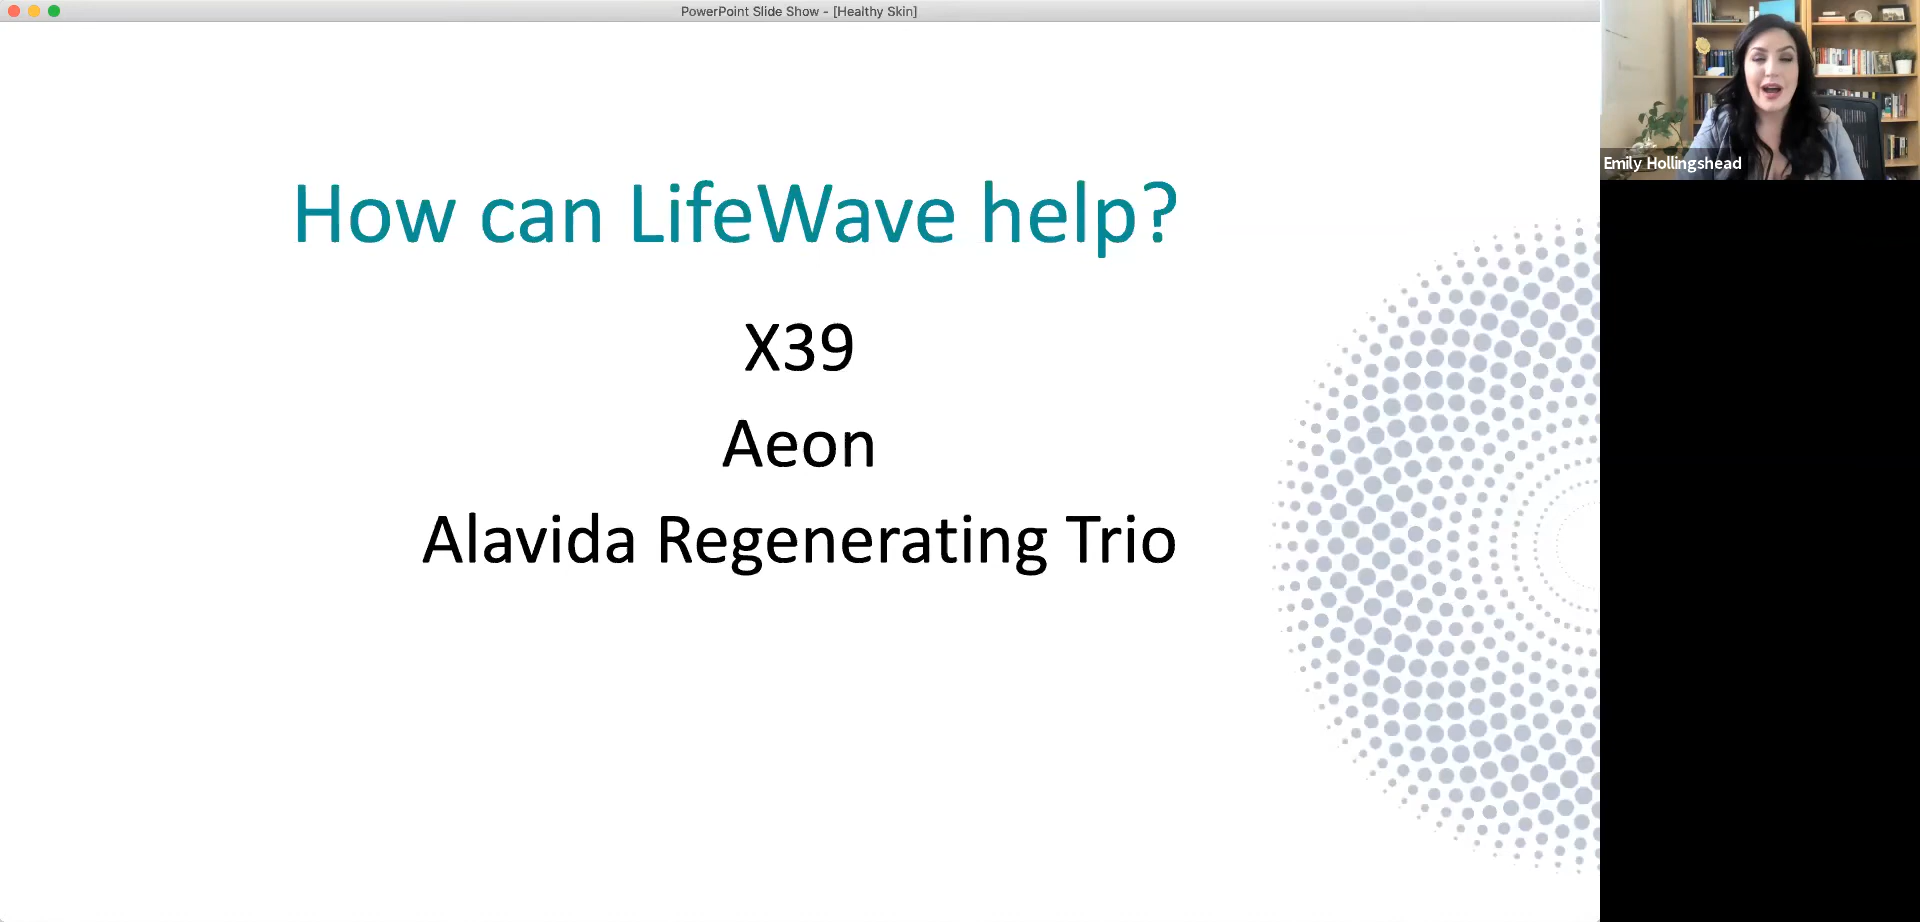 PowerPoint Slide Show - [Healthy Skin]
Emily Hollingshead
How can LifeWave help?
X39
Aeon
Alavida Regenerating Trio